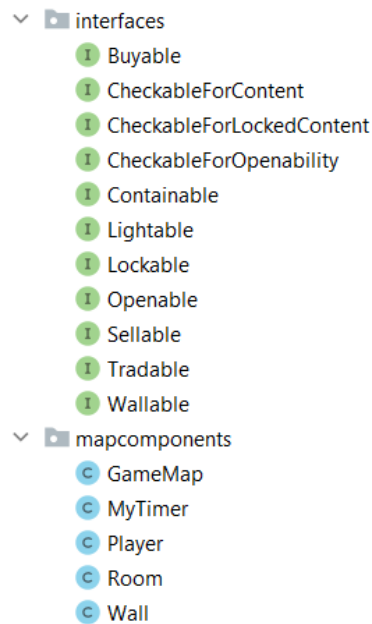 interfaces
I Buyable
I CheckableForContent
I CheckableForLockedContent
I CheckableForOpenability
I Containable
I Lightable
I Lockable
I Openable
I Sellable
I Tradable
I Wallable
mapcomponents
C GameMap
C MyTimer
C Player
C Room
C Wall